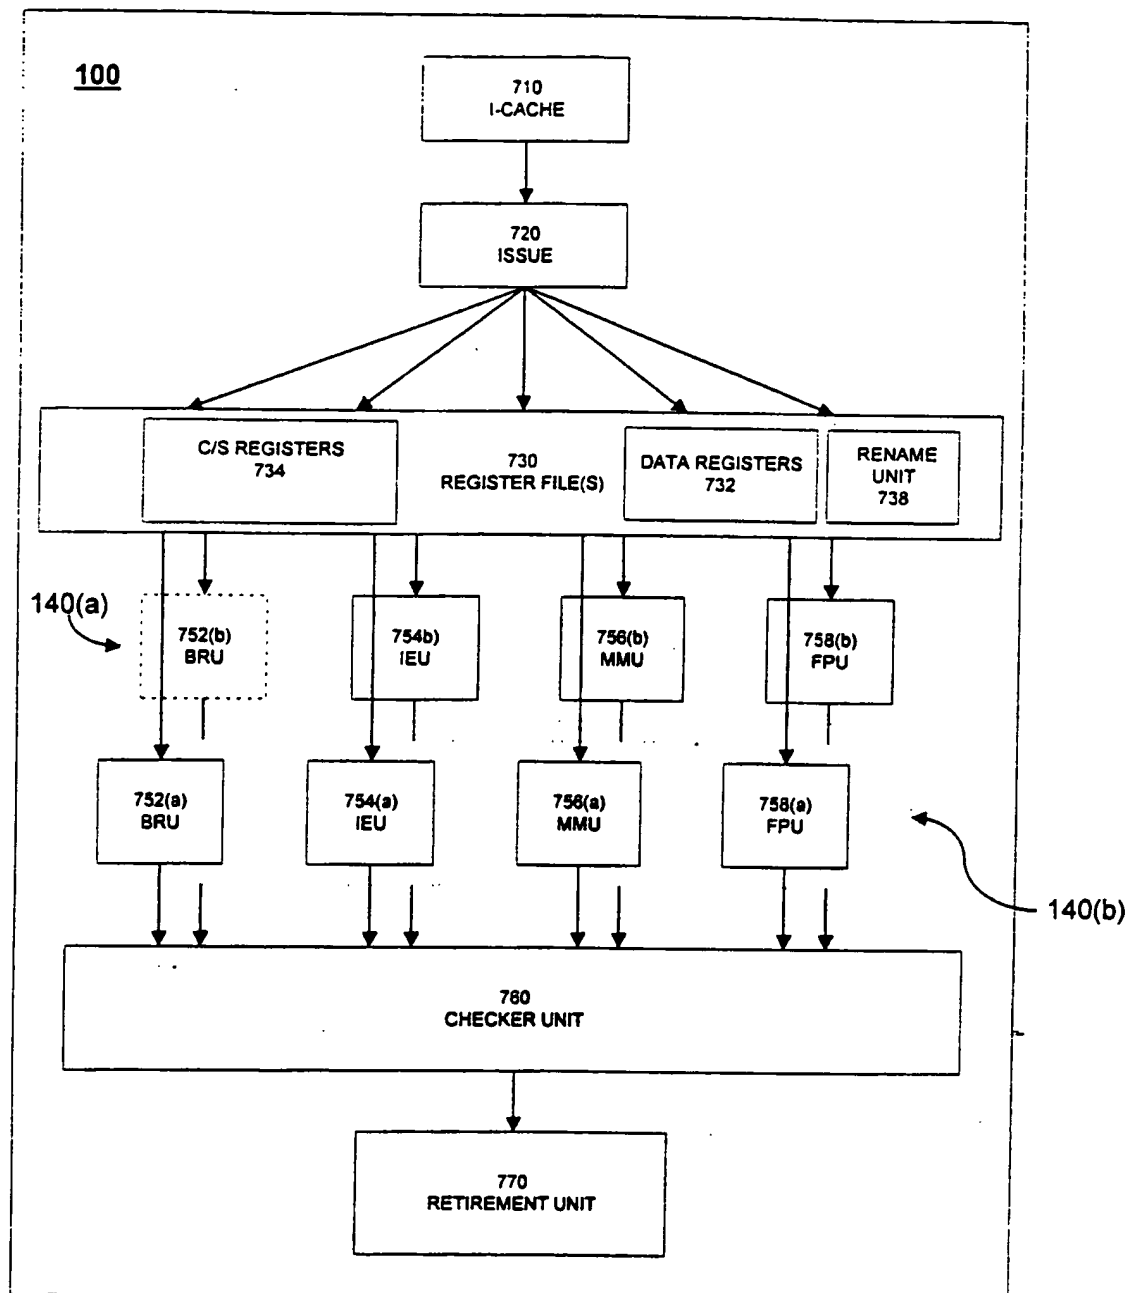 100
710
I-CACHE
720
ISSUE
C/S REGISTERS
734
730
REGISTER FILE(S)
DATA REGISTERS
732
RENAME
UNIT
738
140(a)
752(b)
BRU
754b)
IEU
756(b)
MMU
758(b)
FPU
752(a)
BRU
754(a)
IEU
756(a)
MMU
758(a)
FPU
140(b)
760
CHECKER UNIT
770
RETIREMENT UNIT